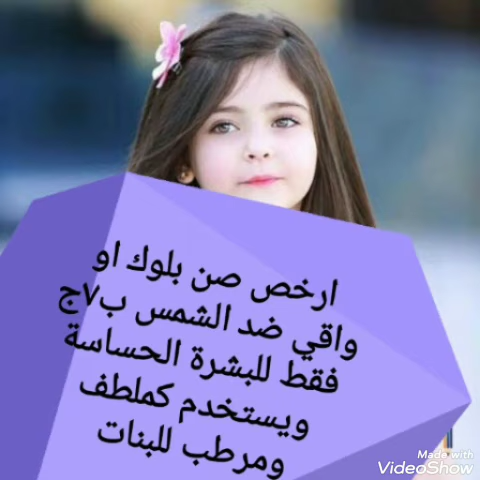 ارخص صن بلوك او
واقي ضد الشمس ب٧ج
فقط للبشرة الحساسة
ويستخدم كملطف
ومرطب للبنات
Made with
VideoShow